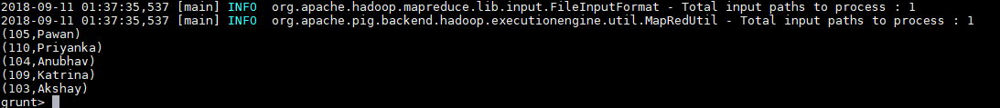 2018-09-11 01:37:35,537 [main] INFO  org.apache.hadoop.mapreduce.lib.input.FileInputFormat - Total input paths to process : 1
2018-09-11 01:37:35,537 [main] INFO  org.apache.pig.backend.hadoop.executionengine.util.MapRedUtil - Total input paths to process : 1
(105,Pawan)
(110,Priyanka)
(104,Anubhav)
(109,Katrina)
(103,Akshay)
grunt>